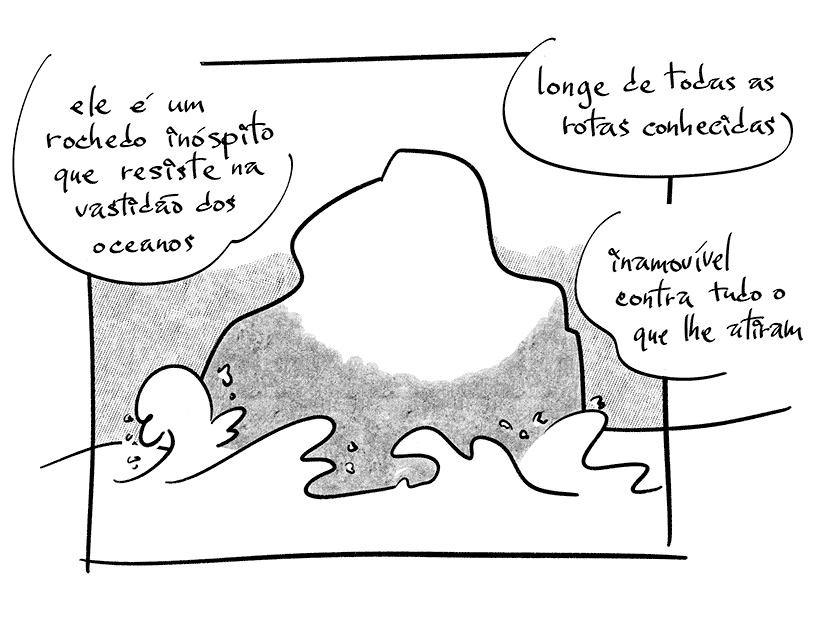 ele é um
rochedo inóspito
que resiste na
vastidão dos
oceanos
longe de todas as
rotas conhecidas
inamovível
contra tudo o
que lhe atiram